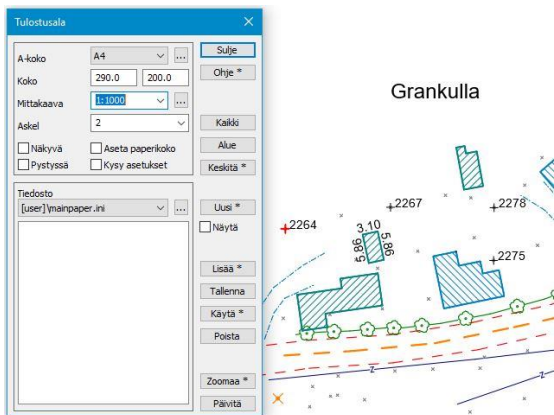 Tulostusala
A-koko A4 ... Sulje
Koko 290.0 200.0 Ohje *
Mittakaava 1:1000 ...
Askel 2 Kaikki
Näkyvä Aseta paperikoko Alue
Pystyssä Kysy asetukset Keskitä *
Tiedosto
[user]\mainpaper.ini ... Uusi *
Näytä
Lisää *
Tallenna
Käytä *
Poista
Zoomaa *
Päivitä
Grankulla
2264
2267
2278
3.10
5.86
5.86
2275
z
z